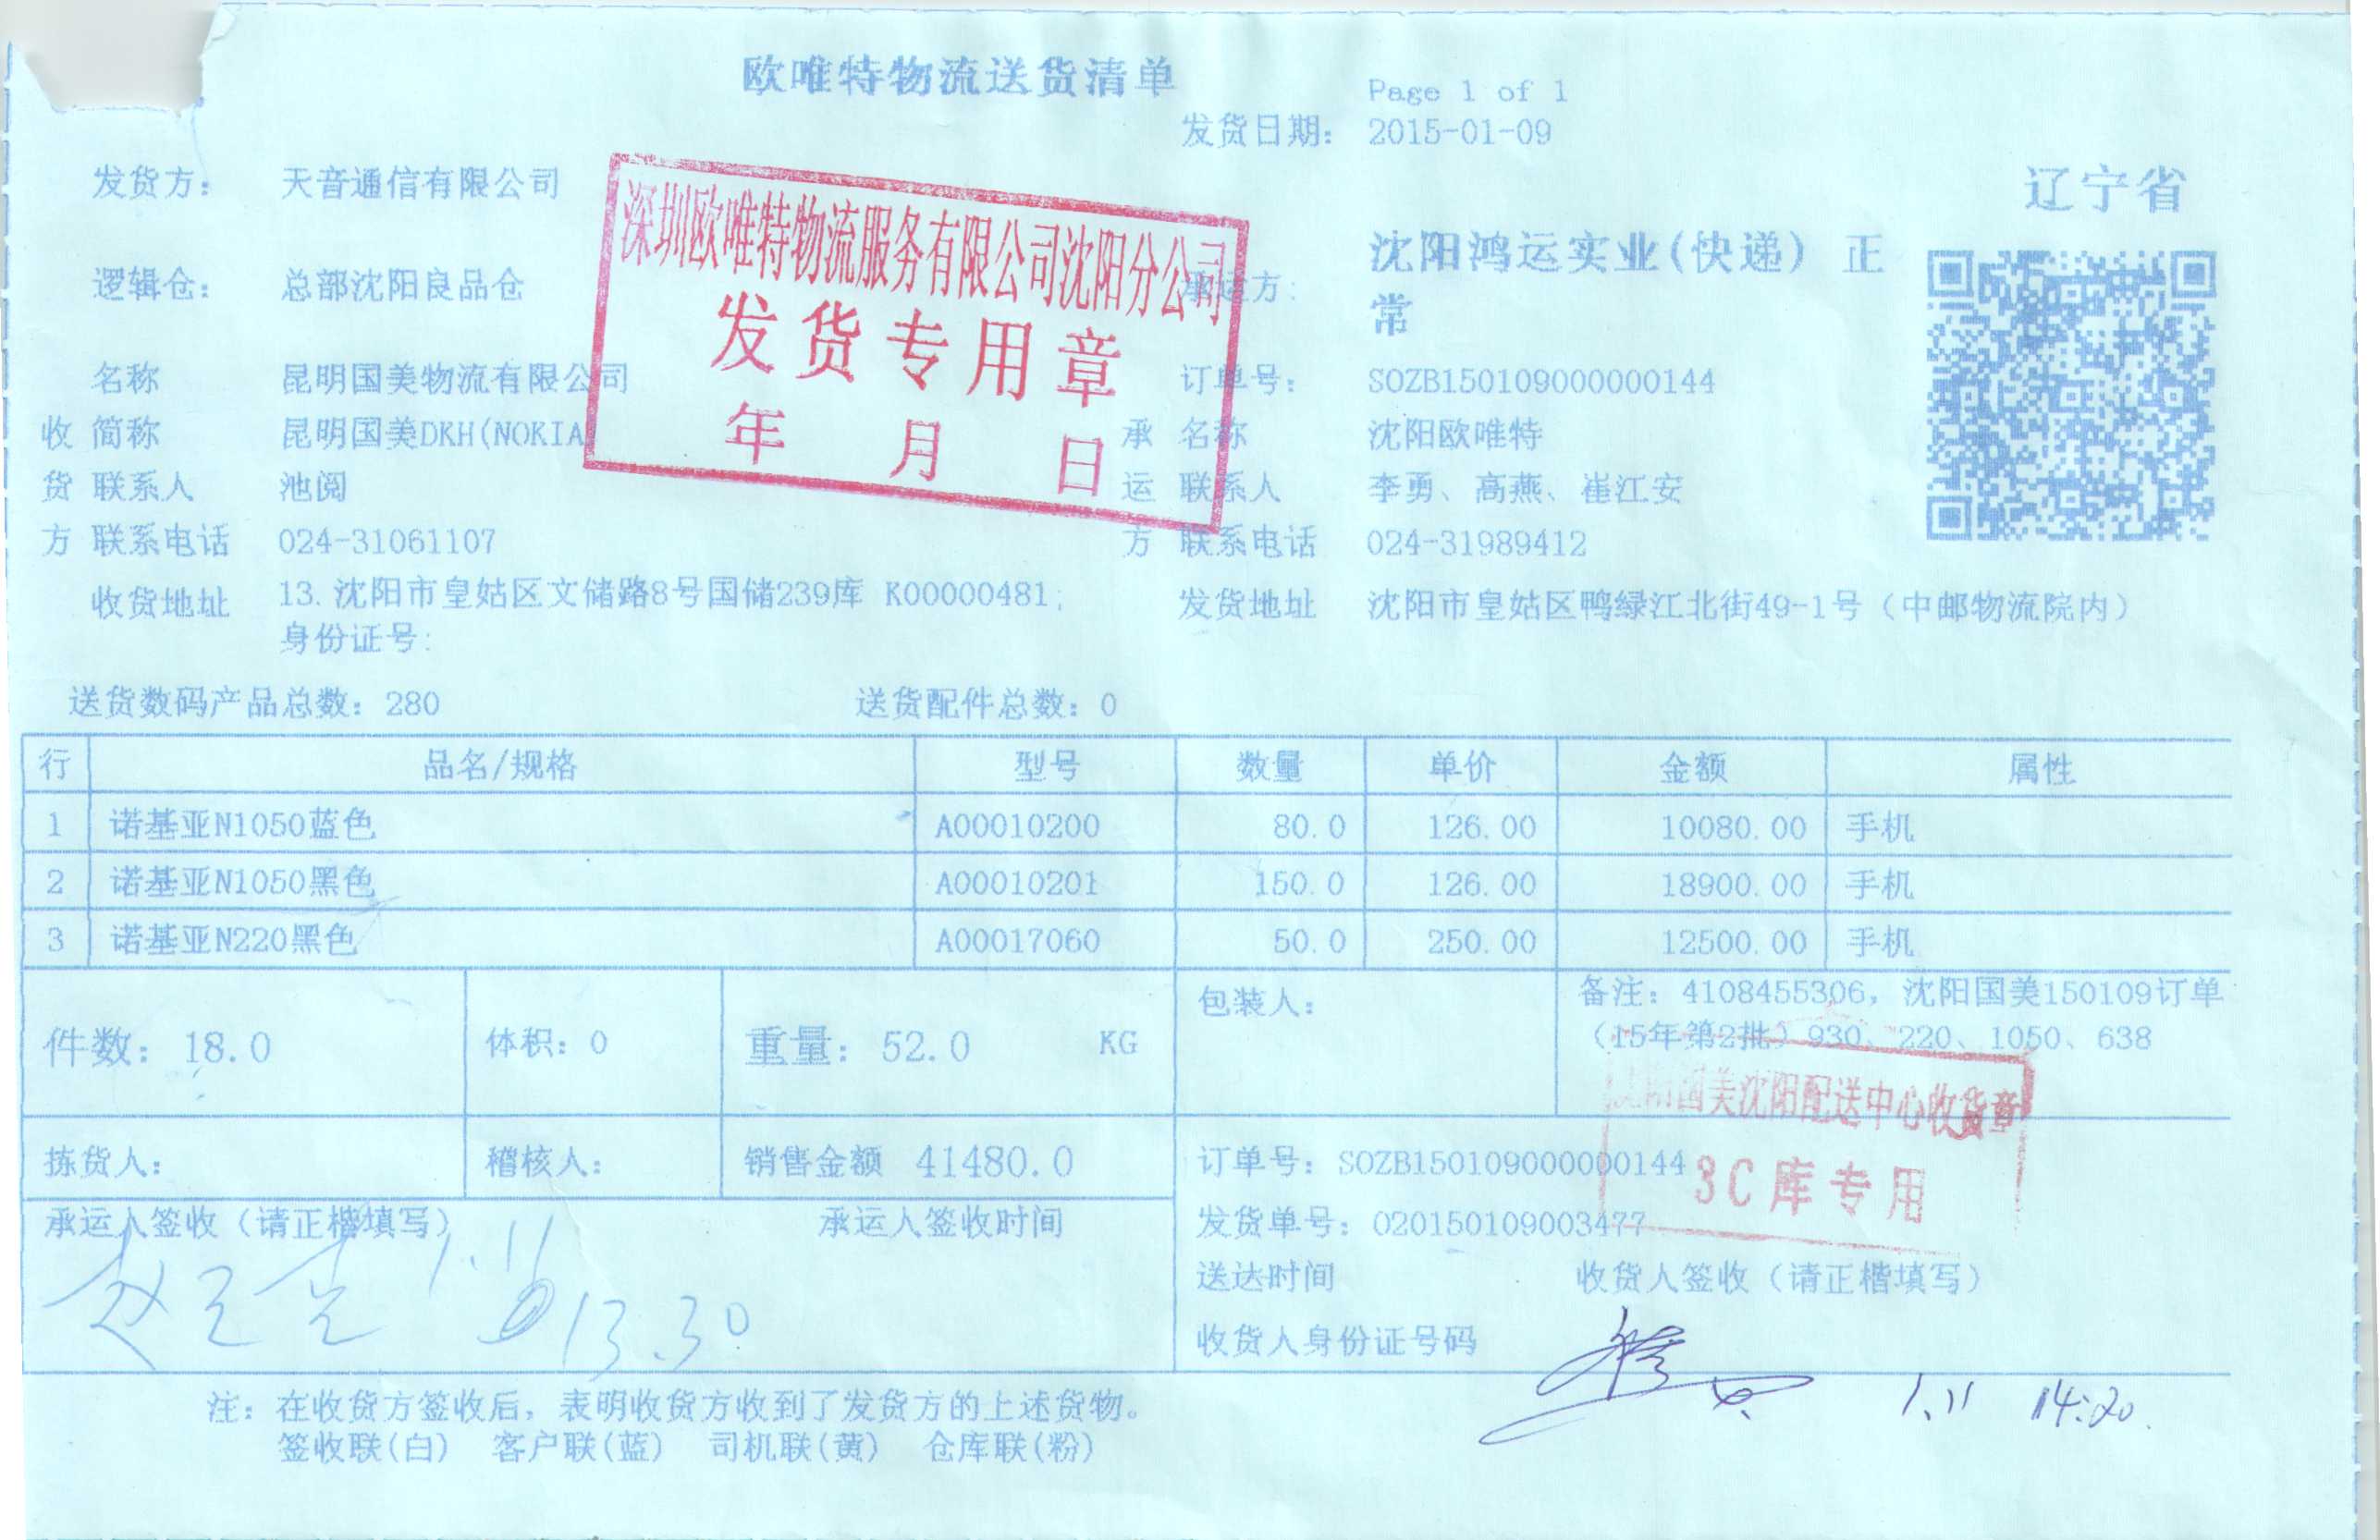 欧唯特物流送货清单
Page 1 of 1
发货日期: 2015-01-09
发货方: 天音通信有限公司
辽宁省
深圳欧唯特物流服务有限公司沈阳分公司
发货专用章
年 月 日
逻辑仓: 总部沈阳良品仓
承运方: 沈阳鸿运实业(快递) 正
常
名称 昆明国美物流有限公司 订单号: SOZB150109000000144
收 简称 昆明国美DKH(NOKIA 承 名称 沈阳欧唯特
货 联系人 池阅 运 联系人 李勇、高燕、崔江安
方 联系电话 024-31061107 方 联系电话 024-31989412
收货地址 13.沈阳市皇姑区文储路8号国储239库 K00000481; 发货地址 沈阳市皇姑区鸭绿江北街49-1号(中邮物流院内)
身份证号:
送货数码产品总数: 280 送货配件总数: 0
行 品名/规格 型号 数量 单价 金额 属性
1 诺基亚N1050蓝色 A00010200 80.0 126.00 10080.00 手机
2 诺基亚N1050黑色 A00010201 150.0 126.00 18900.00 手机
3 诺基亚N220黑色 A00017060 50.0 250.00 12500.00 手机
件数: 18.0 体积: 0 重量: 52.0 KG 包装人:
备注: 4108455306, 沈阳国美150109订单
(15年第2批)930、220、1050、638
国美沈阳配送中心收货章
3C库专用
拣货人: 稽核人: 销售金额 41480.0 订单号: SOZB150109000000144
承运人签收(请正楷填写) 承运人签收时间 发货单号: 020150109003477
1.11 13.30
送达时间 收货人签收(请正楷填写)
收货人身份证号码
1.11 14:20.
注: 在收货方签收后, 表明收货方收到了发货方的上述货物。
签收联(白) 客户联(蓝) 司机联(黄) 仓库联(粉)